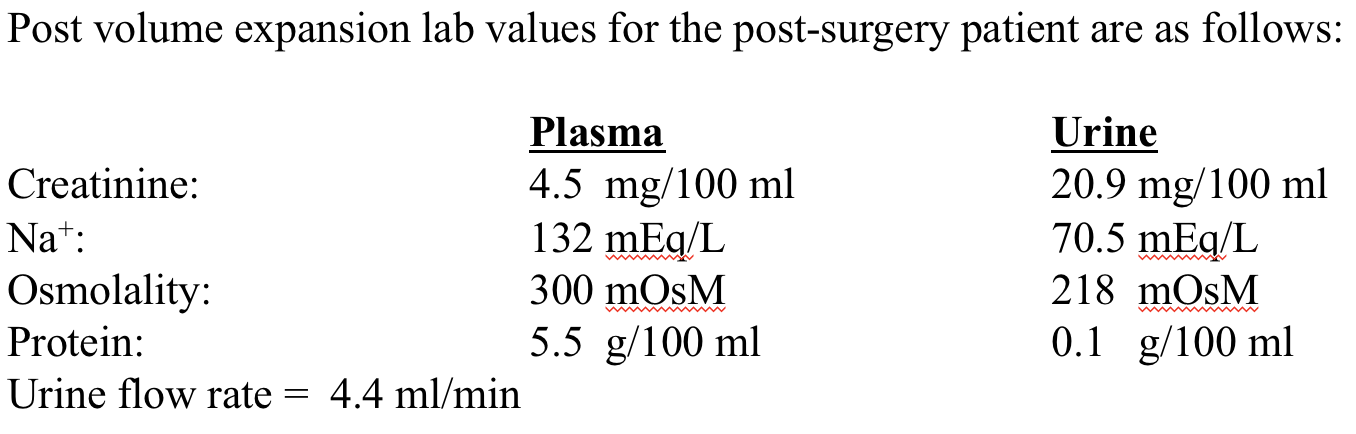 Post volume expansion lab values for the post-surgery patient are as follows:
Plasma Urine
Creatinine: 4.5 mg/100 ml 20.9 mg/100 ml
Na⁺: 132 mEq/L 70.5 mEq/L
Osmolality: 300 mOsM 218 mOsM
Protein: 5.5 g/100 ml 0.1 g/100 ml
Urine flow rate = 4.4 ml/min